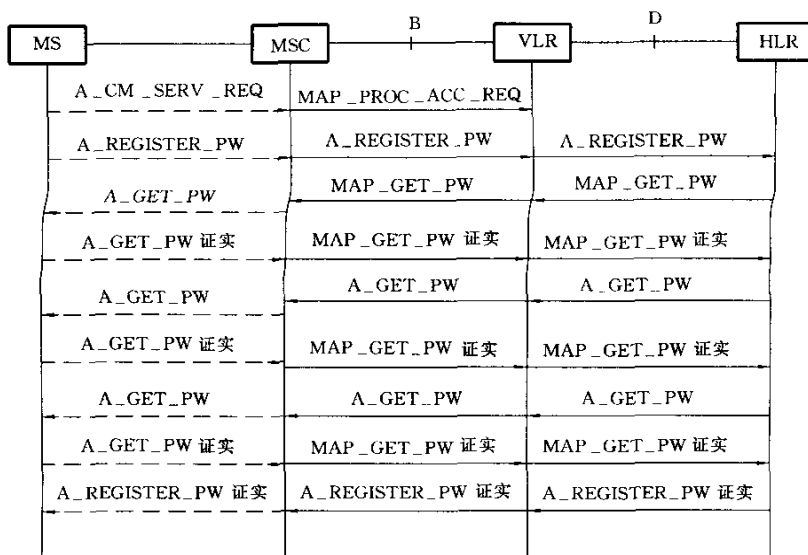 B D
MS MSC VLR HLR
A_CM_SERV_REQ MAP_PROC_ACC_REQ
A_REGISTER_PW A_REGISTER_PW A_REGISTER_PW
A_GET_PW MAP_GET_PW MAP_GET_PW
A_GET_PW 证实 MAP_GET_PW 证实 MAP_GET_PW 证实
A_GET_PW A_GET_PW A_GET_PW
A_GET_PW 证实 MAP_GET_PW 证实 MAP_GET_PW 证实
A_GET_PW A_GET_PW A_GET_PW
A_GET_PW 证实 MAP_GET_PW 证实 MAP_GET_PW 证实
A_REGISTER_PW 证实 A_REGISTER_PW 证实 A_REGISTER_PW 证实